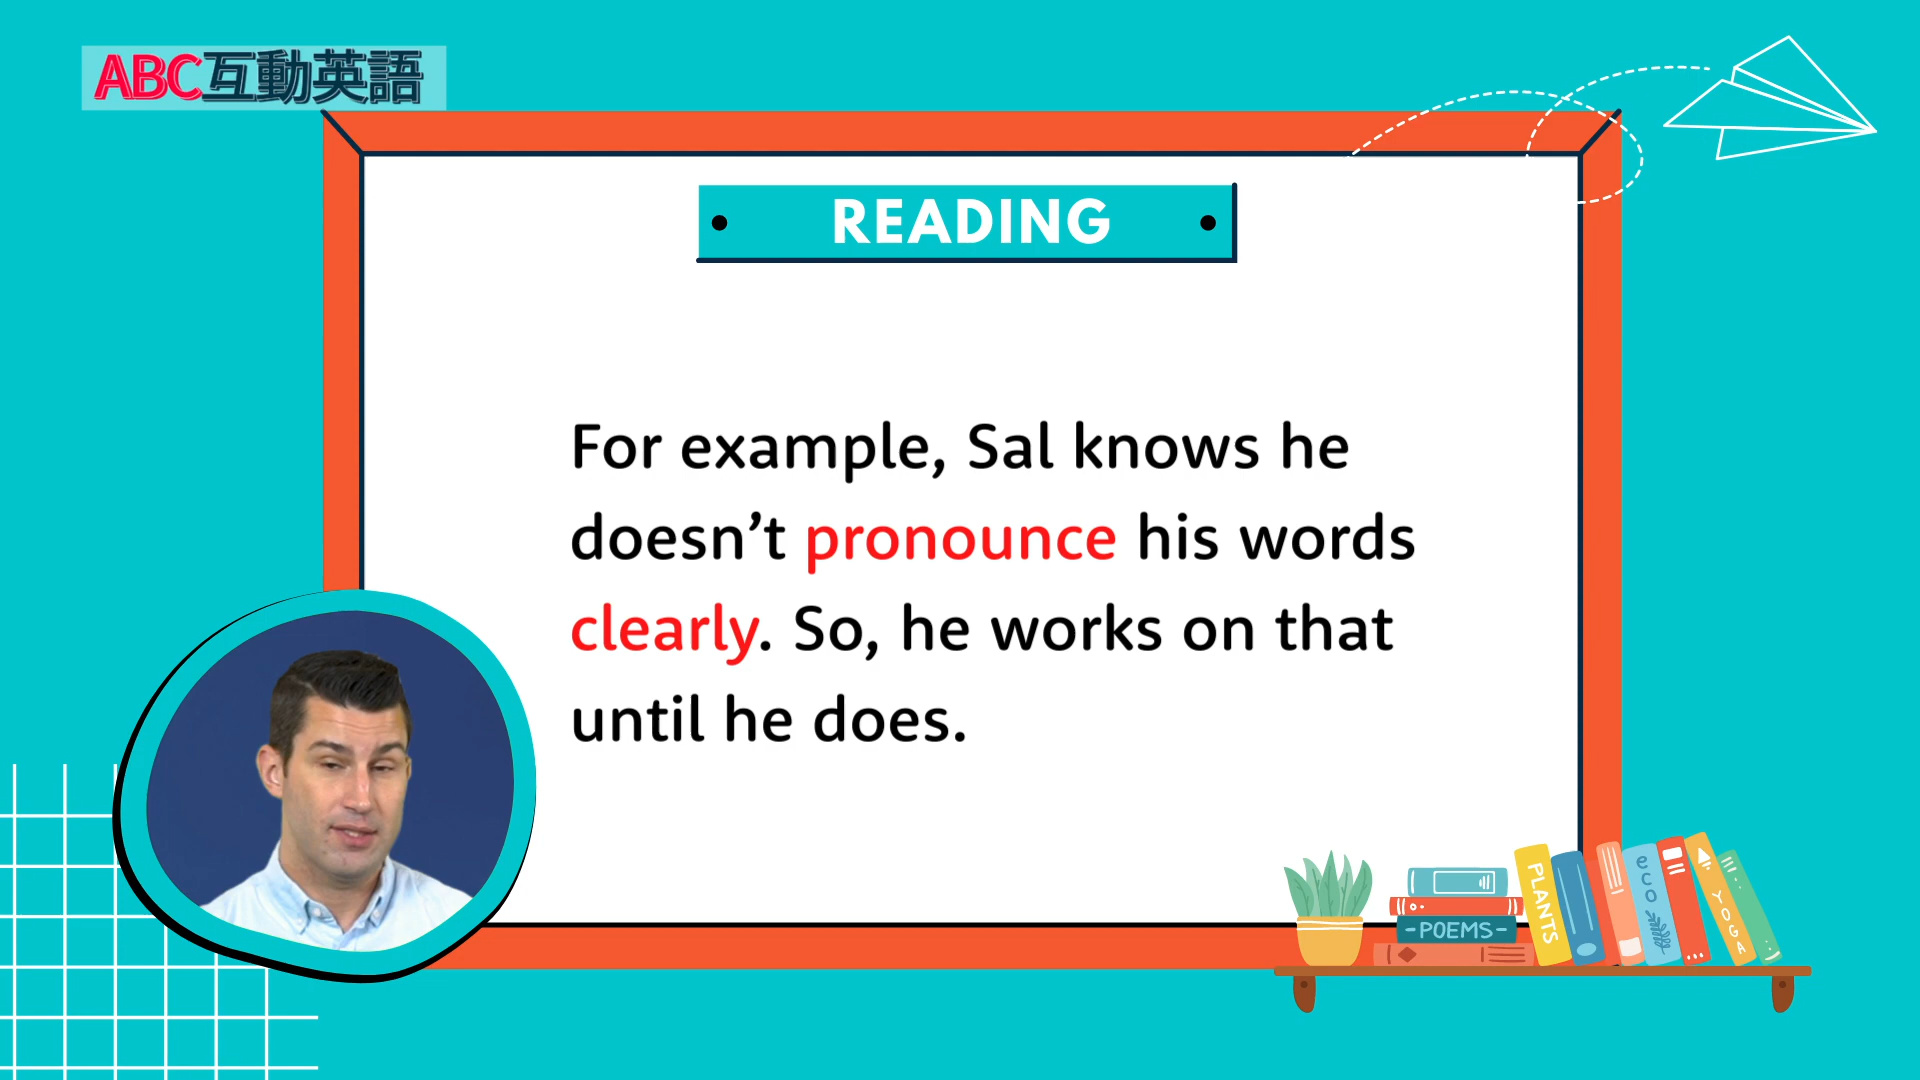 ABC互動英語
READING
For example, Sal knows he
doesn’t pronounce his words
clearly. So, he works on that
until he does.
-POEMS-
PLANTS
eco
YOGA